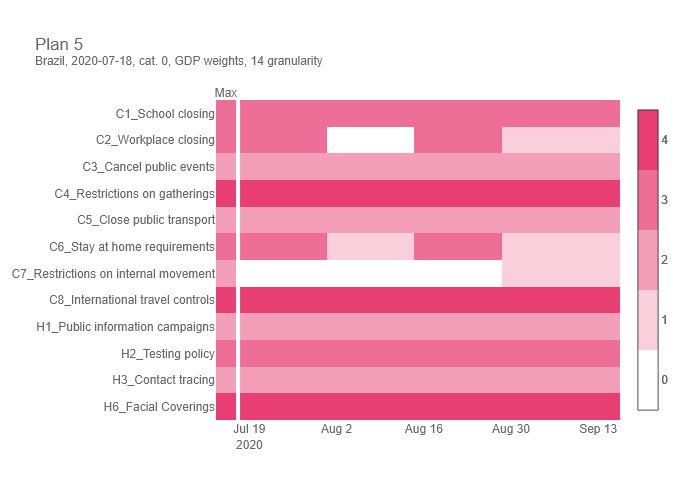 Plan 5
Brazil, 2020-07-18, cat. 0, GDP weights, 14 granularity
Max
C1_School closing
C2_Workplace closing
C3_Cancel public events
C4_Restrictions on gatherings
C5_Close public transport
C6_Stay at home requirements
C7_Restrictions on internal movement
C8_International travel controls
H1_Public information campaigns
H2_Testing policy
H3_Contact tracing
H6_Facial Coverings
4
3
2
1
0
Jul 19 Aug 2 Aug 16 Aug 30 Sep 13
2020